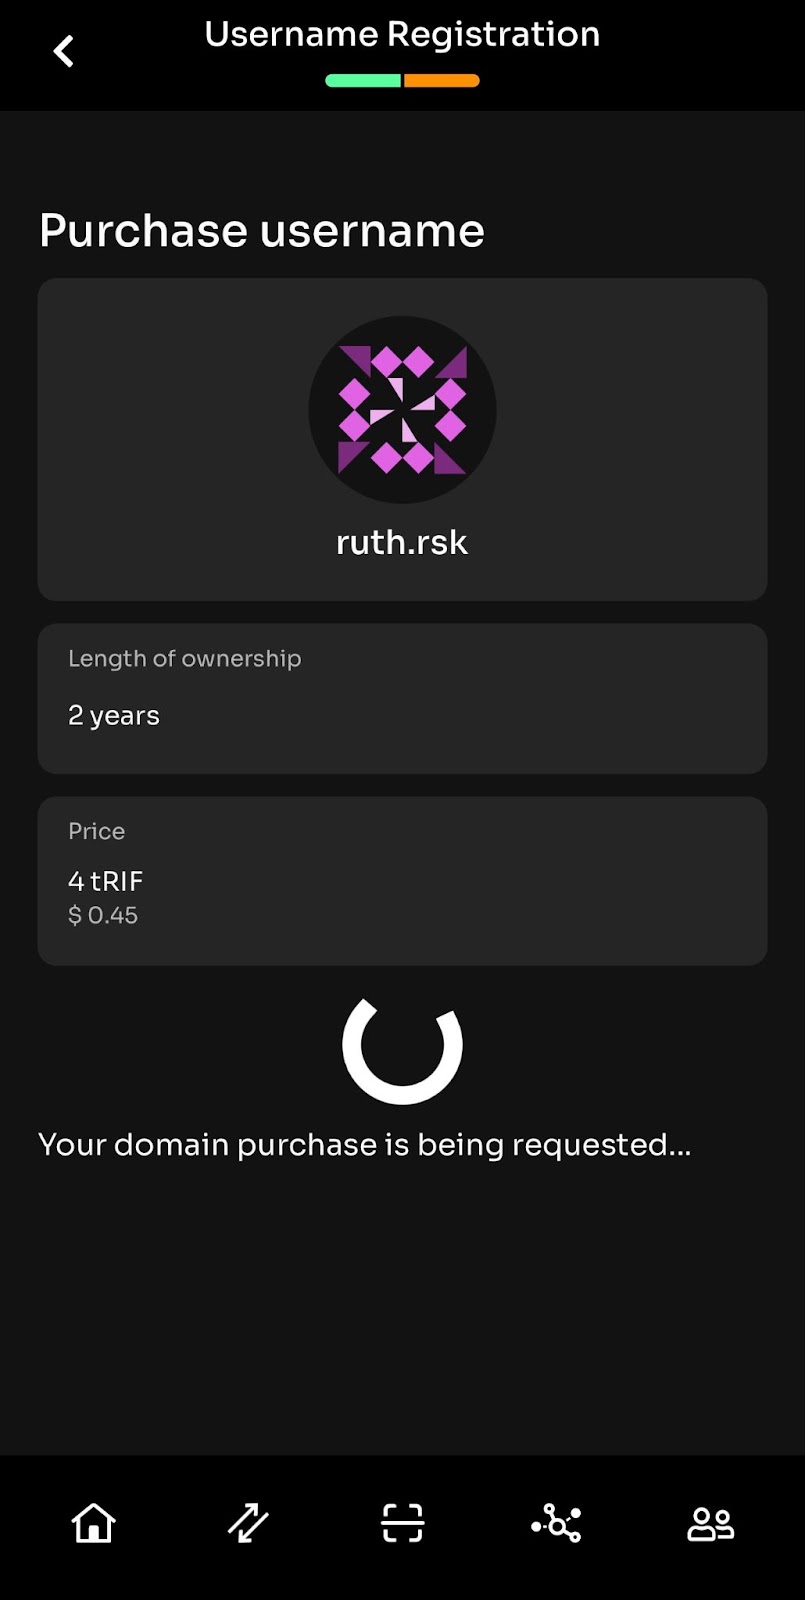 Username Registration
Purchase username
ruth.rsk
Length of ownership
2 years
Price
4 tRIF
$ 0.45
Your domain purchase is being requested...